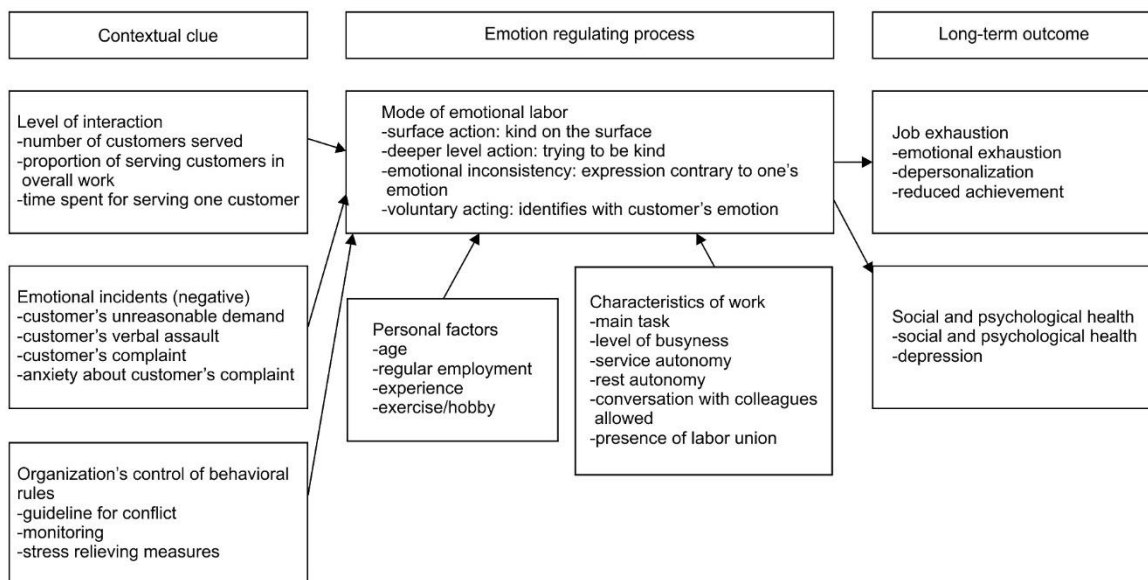 Contextual clue
Emotion regulating process
Long-term outcome
Level of interaction
-number of customers served
-proportion of serving customers in
overall work
-time spent for serving one customer
Mode of emotional labor
-surface action: kind on the surface
-deeper level action: trying to be kind
-emotional inconsistency: expression contrary to one's
emotion
-voluntary acting: identifies with customer's emotion
Job exhaustion
-emotional exhaustion
-depersonalization
-reduced achievement
Emotional incidents (negative)
-customer's unreasonable demand
-customer's verbal assault
-customer's complaint
-anxiety about customer's complaint
Personal factors
-age
-regular employment
-experience
-exercise/hobby
Characteristics of work
-main task
-level of busyness
-service autonomy
-rest autonomy
-conversation with colleagues
allowed
-presence of labor union
Social and psychological health
-social and psychological health
-depression
Organization's control of behavioral
rules
-guideline for conflict
-monitoring
-stress relieving measures